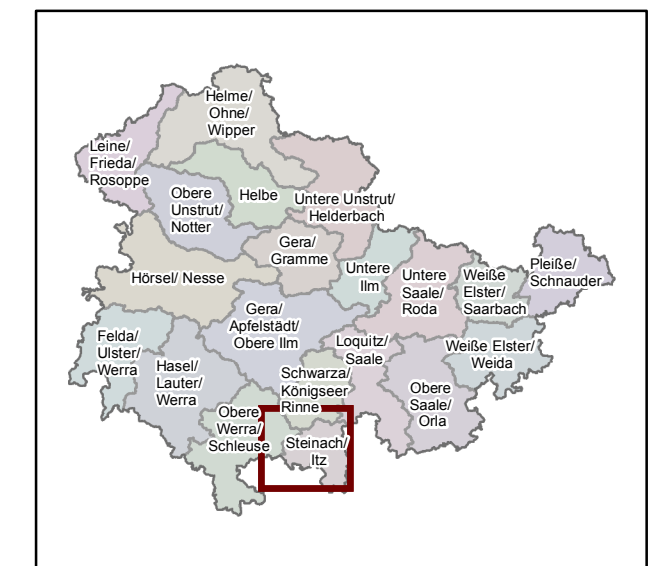 Helme/
Ohne/
Wipper
Leine/
Frieda/
Rosoppe
Obere
Unstrut/
Notter
Helbe
Untere Unstrut/
Helderbach
Gera/
Gramme
Hörsel/ Nesse
Untere
Ilm
Untere
Saale/
Roda
Weiße
Elster/
Saarbach
Pleiße/
Schnauder
Gera/
Apfelstädt/
Obere Ilm
Felda/
Ulster/
Werra
Hasel/
Lauter/
Werra
Loquitz/
Saale
Weiße Elster/
Weida
Schwarza/
Königseer
Rinne
Obere
Saale/
Orla
Obere
Werra/
Schleuse
Steinach/
Itz